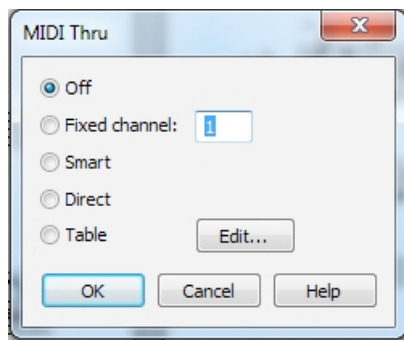 MIDI Thru
Off
Fixed channel: 1
Smart
Direct
Table Edit...
OK Cancel Help